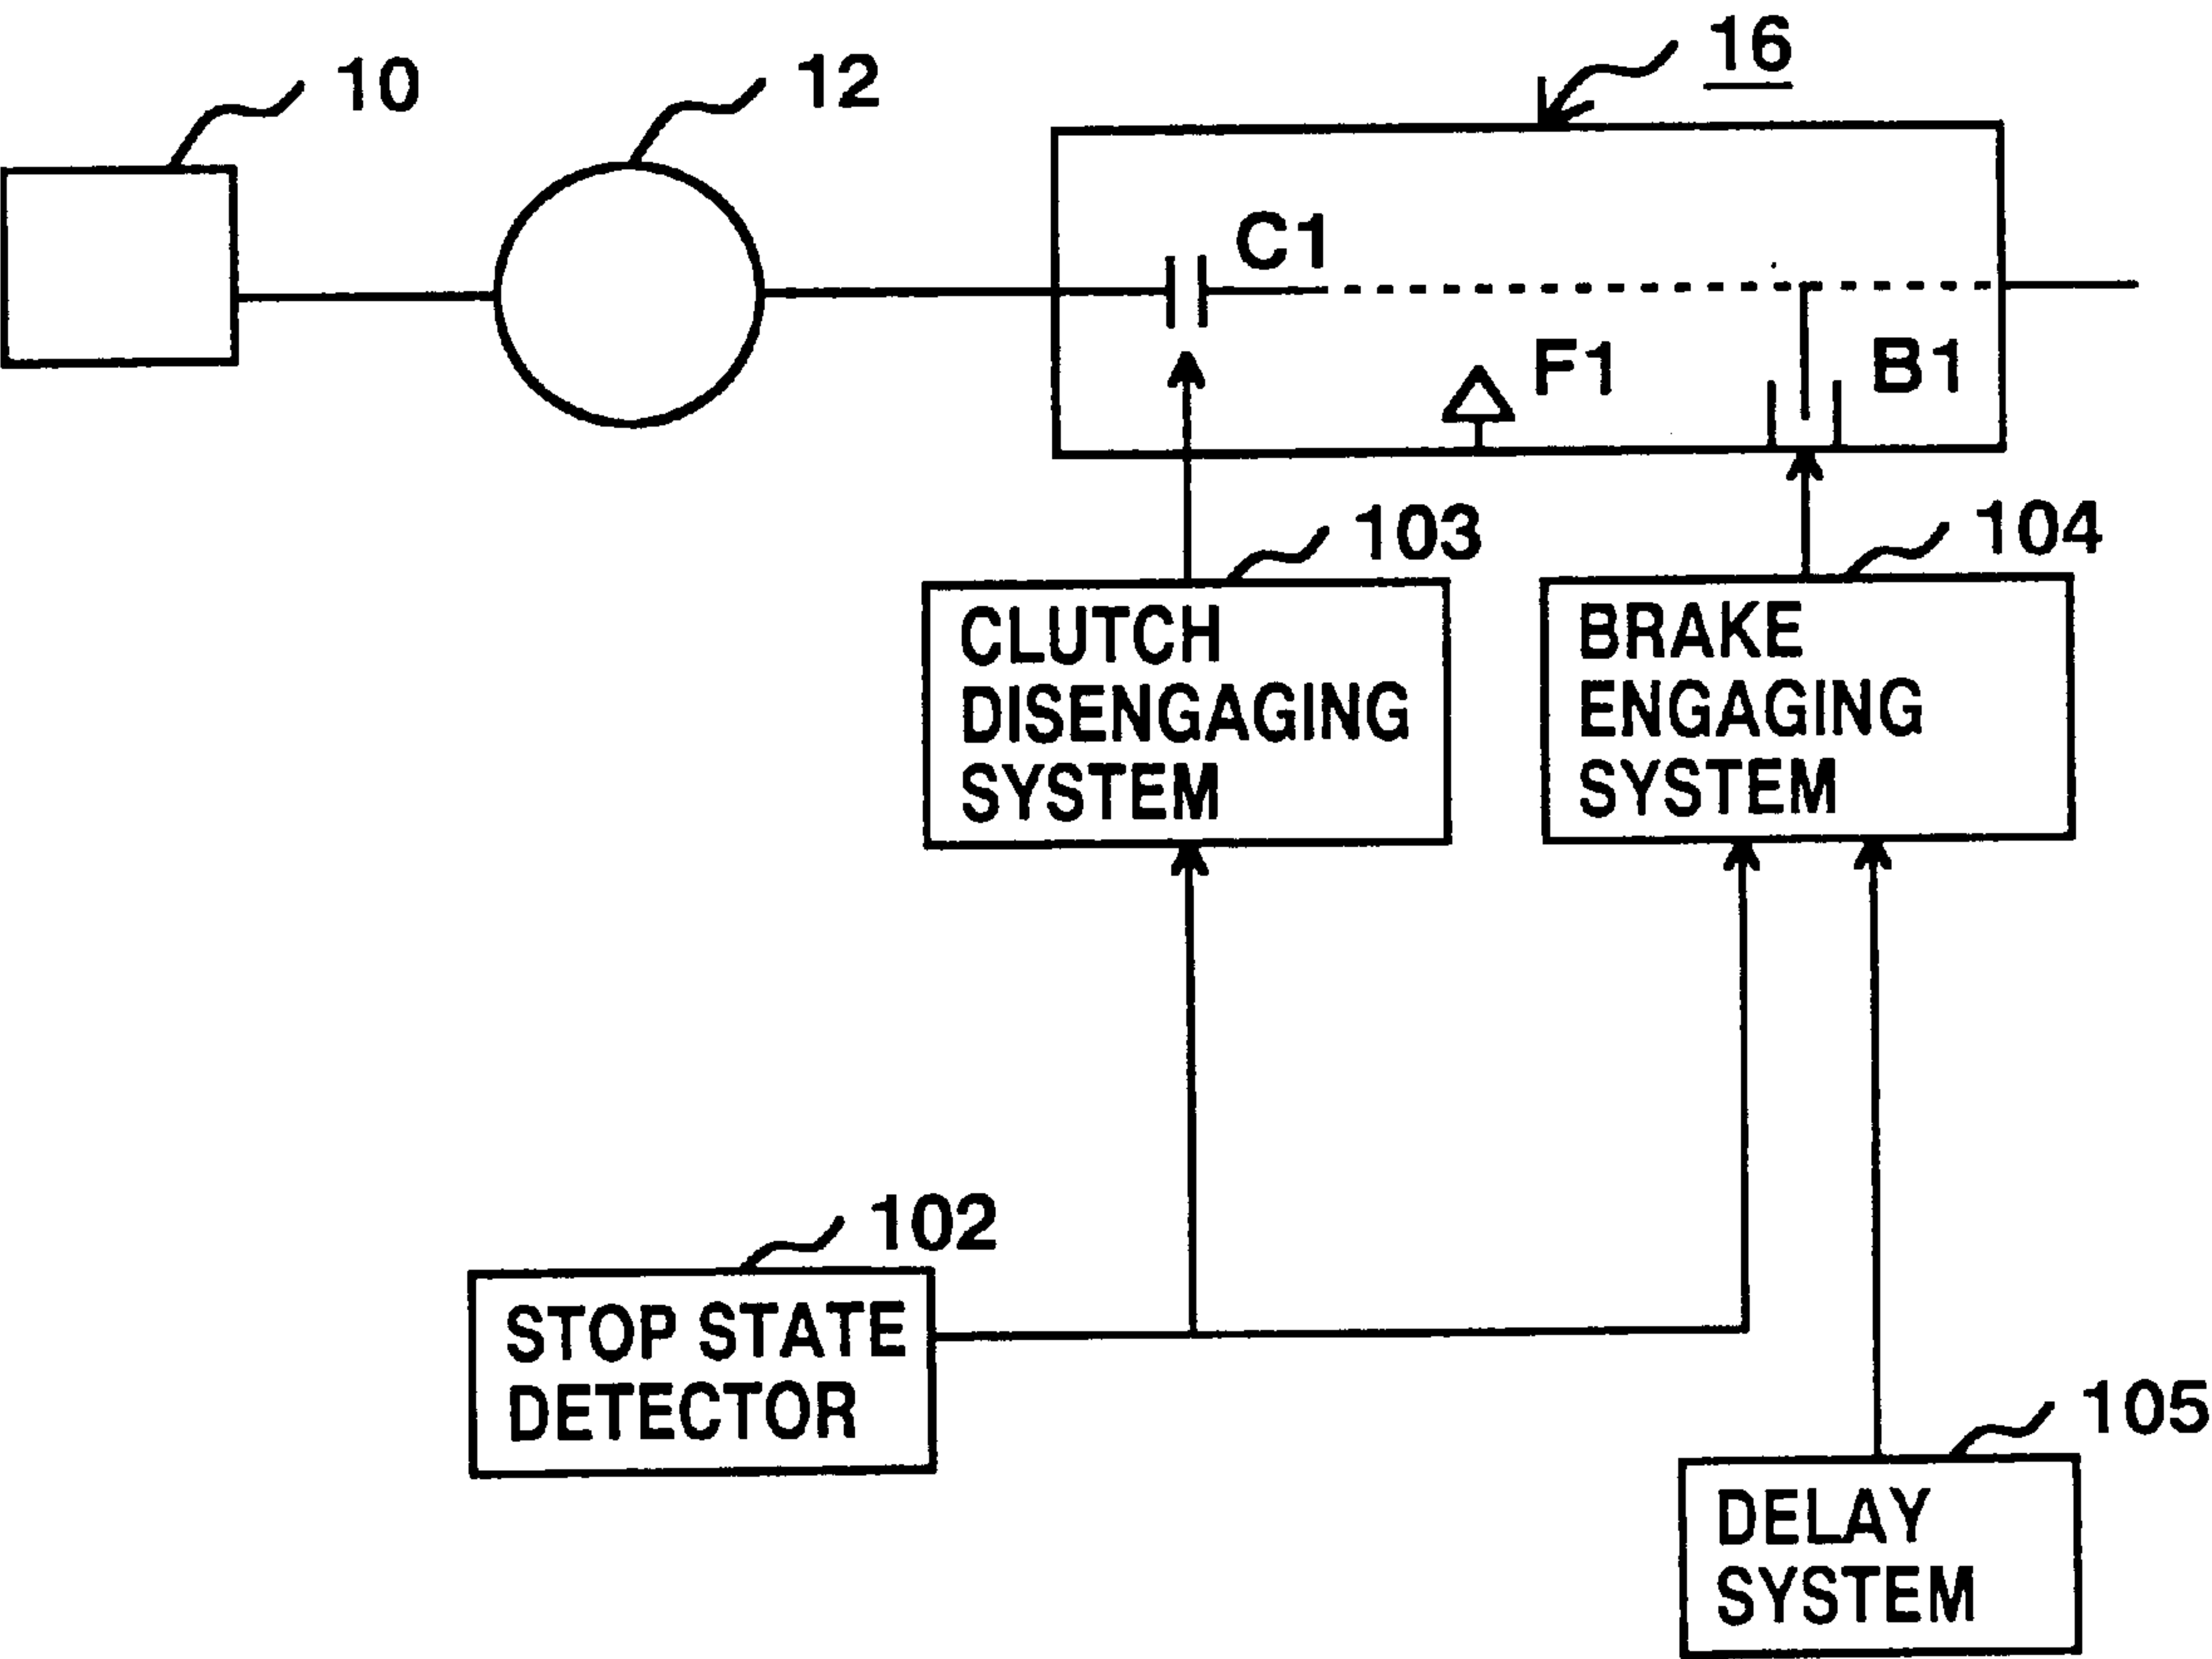 10
12
16
C1
F1
B1
103
104
CLUTCH
DISENGAGING
SYSTEM
BRAKE
ENGAGING
SYSTEM
102
STOP STATE
DETECTOR
105
DELAY
SYSTEM